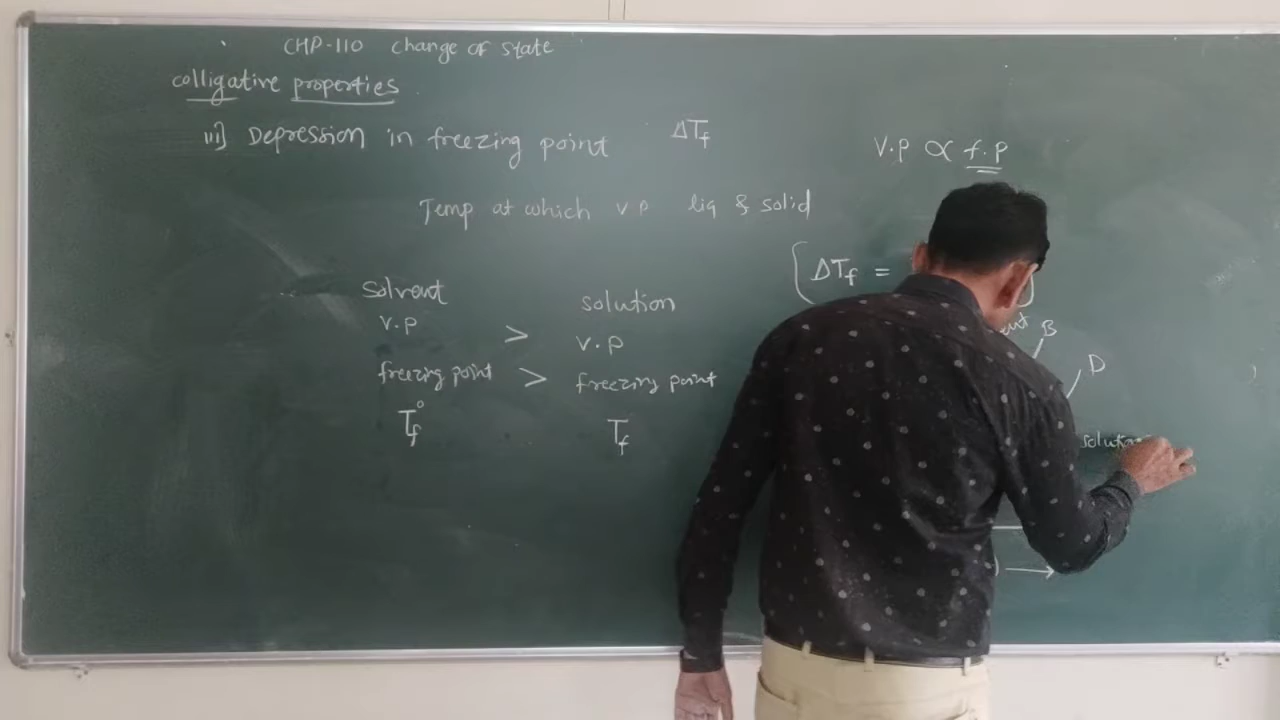 CHP-110 change of state
colligative properties
iii] Depression in freezing point ΔTf
V.P ∝ f.P
Temp at which v P liq & solid
ΔTf =
Solvent solution
v.p > v.p
freezing point > freezing point
Tf° Tf
B
D
solution